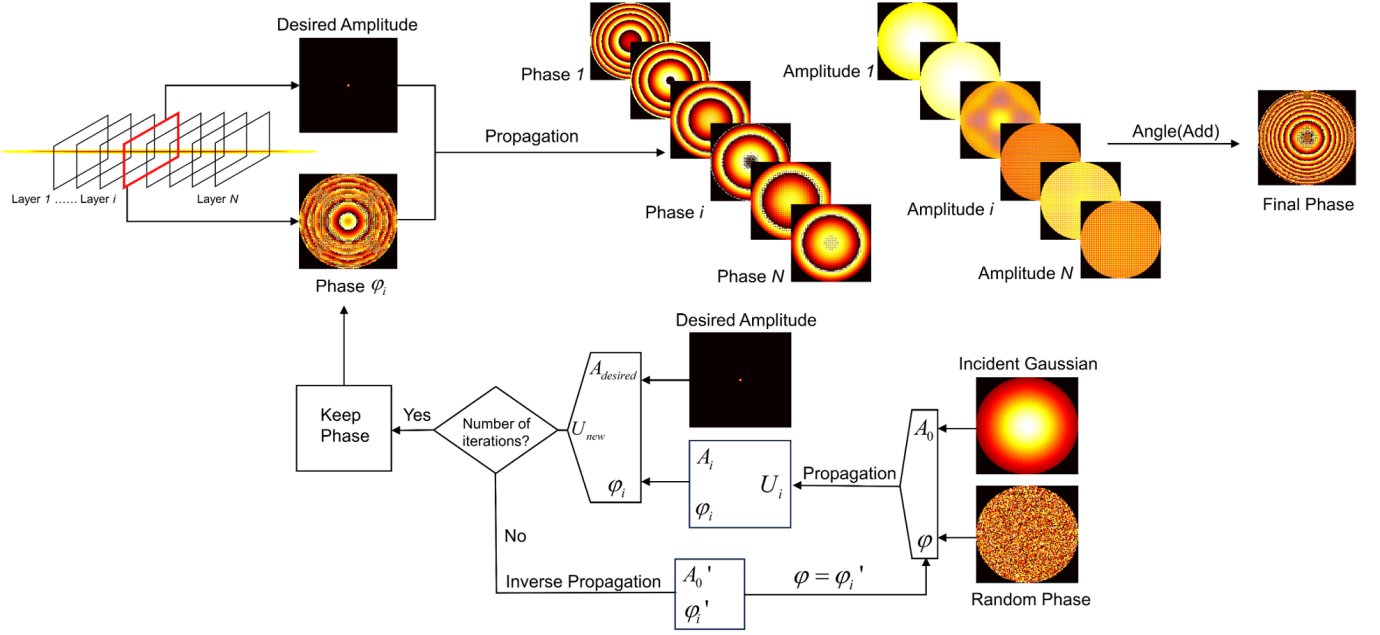 Desired Amplitude
Phase 1
Amplitude 1
Propagation
Angle(Add)
Layer 1 …… Layer i
Layer N
Phase i
Amplitude i
Final Phase
Phase N
Amplitude N
Phase φi
Desired Amplitude
Incident Gaussian
Adesired
A0
Keep
Phase
Yes
Number of
iterations?
Unew
Ai
Ui
Propagation
φi
φi
φ
No
Inverse Propagation
A0'
φi'
φ = φi'
Random Phase